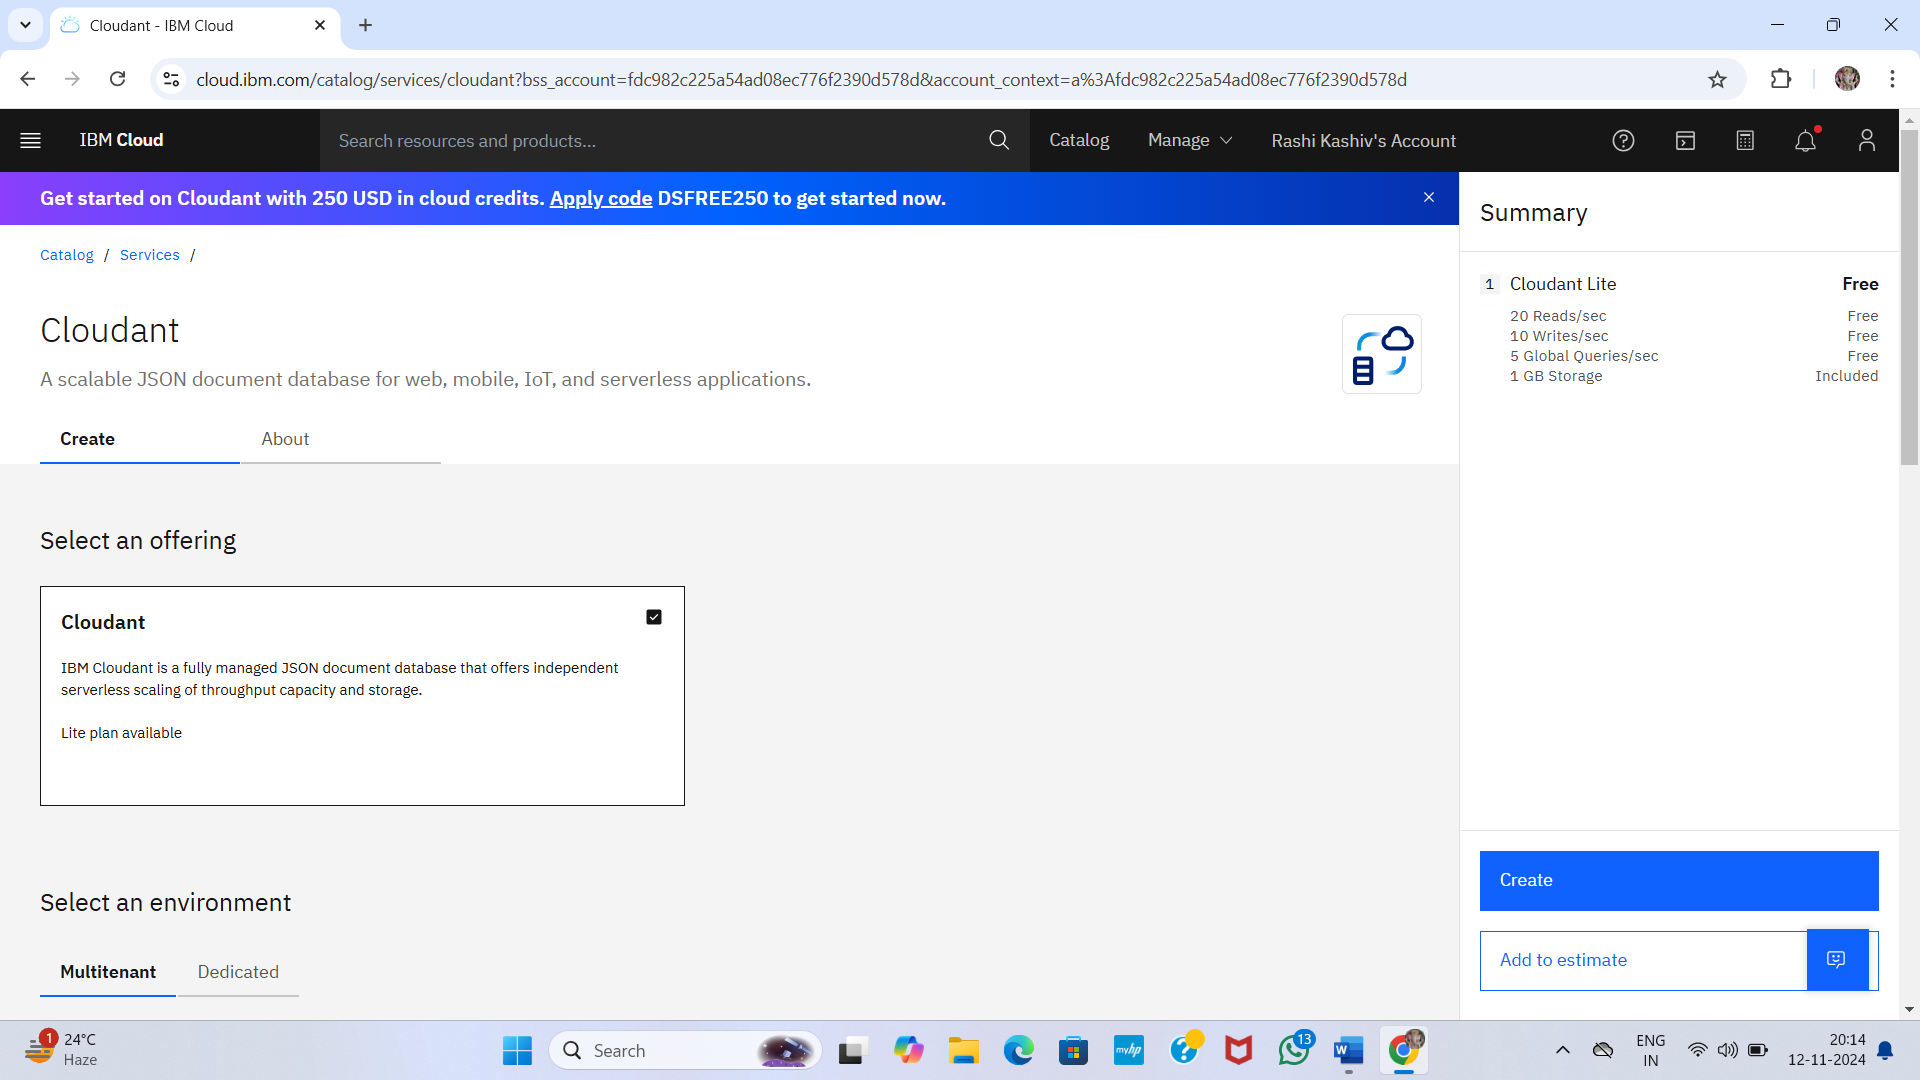 Cloudant - IBM Cloud
cloud.ibm.com/catalog/services/cloudant?bss_account=fdc982c225a54ad08ec776f2390d578d&account_context=a%3Afdc982c225a54ad08ec776f2390d578d
IBM Cloud
Search resources and products...
Catalog
Manage
Rashi Kashiv's Account
Get started on Cloudant with 250 USD in cloud credits. Apply code DSFREE250 to get started now.
Catalog / Services /
Cloudant
A scalable JSON document database for web, mobile, IoT, and serverless applications.
Create
About
Select an offering
Cloudant
IBM Cloudant is a fully managed JSON document database that offers independent
serverless scaling of throughput capacity and storage.
Lite plan available
Select an environment
Multitenant
Dedicated
Summary
1 Cloudant Lite Free
20 Reads/sec Free
10 Writes/sec Free
5 Global Queries/sec Free
1 GB Storage Included
Create
Add to estimate
1
24°C
Haze
Search
myhp
13
W
ENG
IN
20:14
12-11-2024